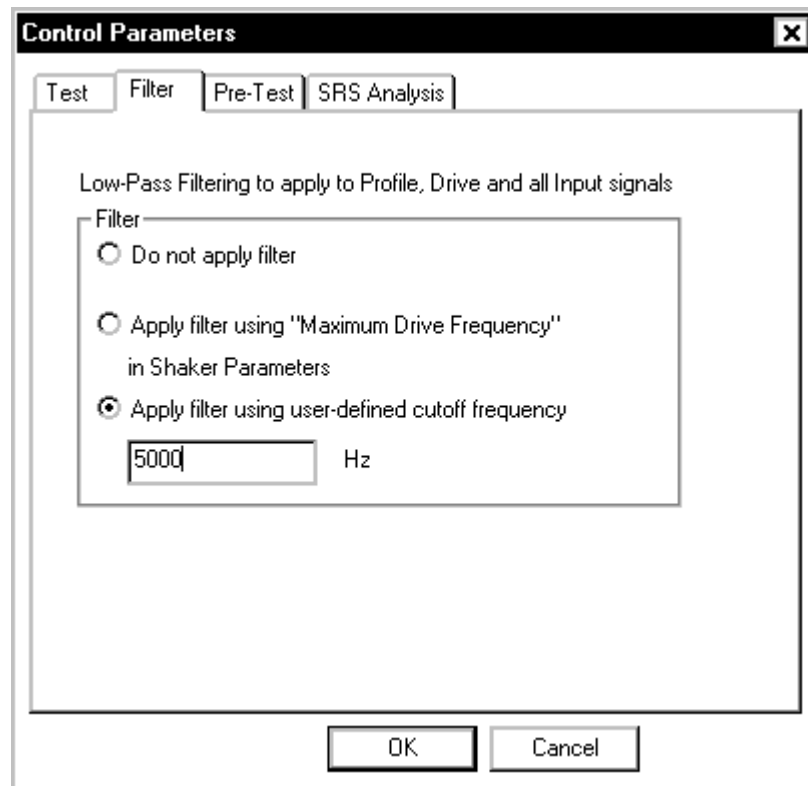 Control Parameters
Test Filter Pre-Test SRS Analysis
Low-Pass Filtering to apply to Profile, Drive and all Input signals
Filter
Do not apply filter
Apply filter using "Maximum Drive Frequency"
in Shaker Parameters
Apply filter using user-defined cutoff frequency
5000 Hz
OK Cancel